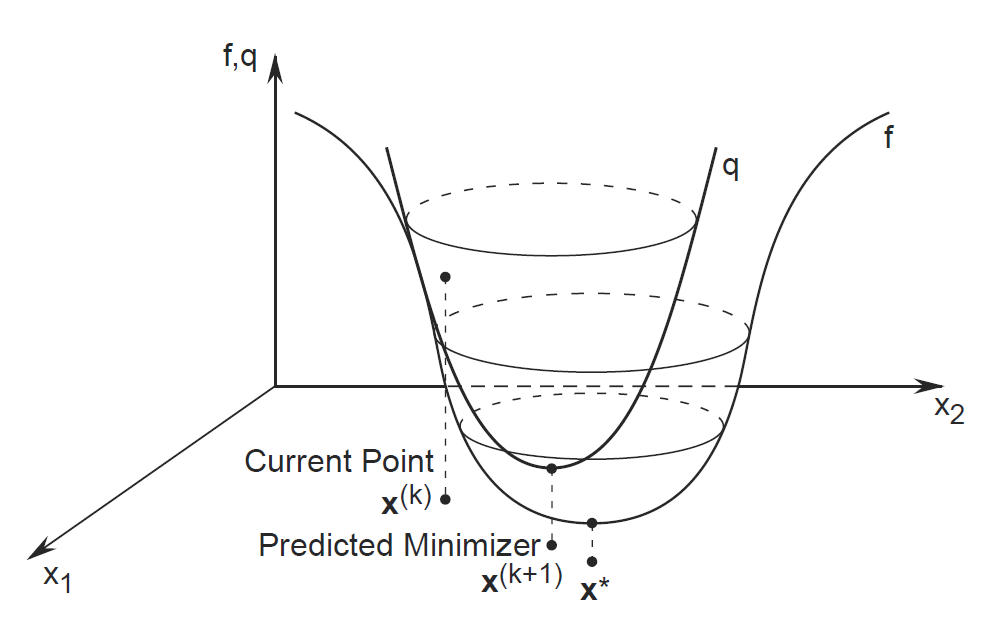 f,q
f
q
x₂
Current Point
x⁽ᵏ⁾
Predicted Minimizer
x⁽ᵏ⁺¹⁾
x*
x₁